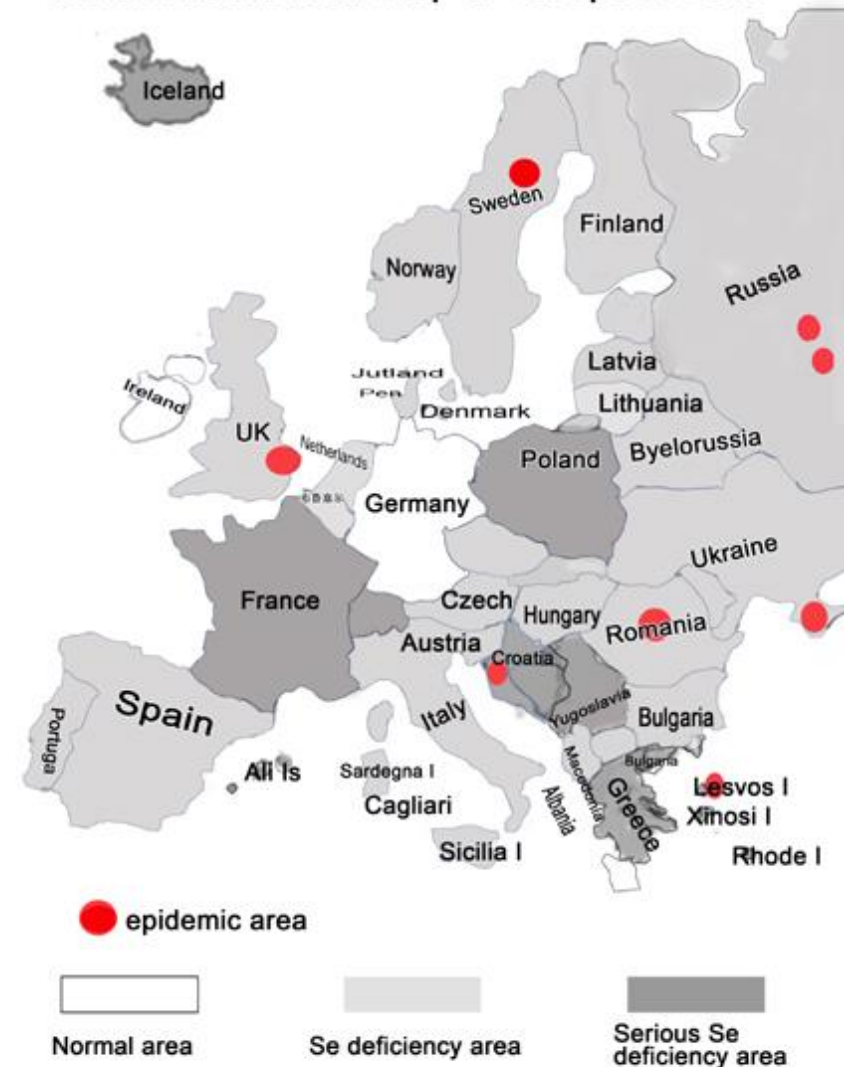 Iceland
Sweden
Finland
Norway
Russia
Latvia
Jutland
Pen
Ireland
Denmark
Lithuania
UK
Netherlands
Poland
Byelorussia
Germany
Ukraine
France
Czech
Hungary
Romania
Austria
Croatia
Spain
Italy
Yugoslavia
Bulgaria
Portuga
Ali Is
Sardegna I
Macedonia
Bulgaria
Lesvos I
Cagliari
Albania
Greece
Xinosi I
Sicilia I
Rhode I
epidemic area
Normal area
Se deficiency area
Serious Se
deficiency area